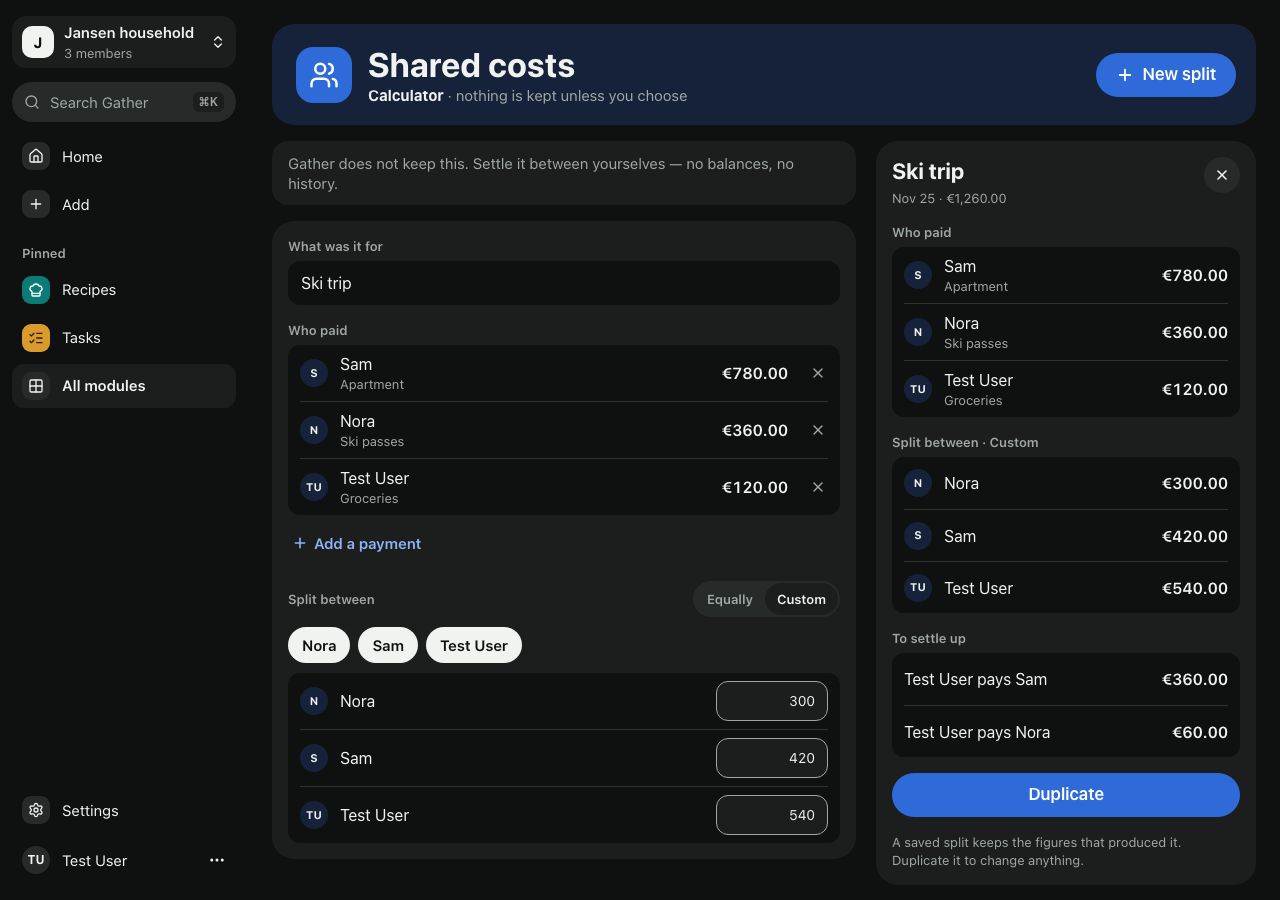 J
Jansen household
3 members
Search Gather
⌘K
Home
Add
Pinned
Recipes
Tasks
All modules
Settings
TU
Test User
Shared costs
Calculator · nothing is kept unless you choose
New split
Gather does not keep this. Settle it between yourselves — no balances, no
history.
What was it for
Ski trip
Who paid
S
Sam
Apartment
€780.00
N
Nora
Ski passes
€360.00
TU
Test User
Groceries
€120.00
Add a payment
Split between
Equally
Custom
Nora
Sam
Test User
N
Nora
300
S
Sam
420
TU
Test User
540
Ski trip
Nov 25 · €1,260.00
Who paid
S
Sam
Apartment
€780.00
N
Nora
Ski passes
€360.00
TU
Test User
Groceries
€120.00
Split between · Custom
N
Nora
€300.00
S
Sam
€420.00
TU
Test User
€540.00
To settle up
Test User pays Sam
€360.00
Test User pays Nora
€60.00
Duplicate
A saved split keeps the figures that produced it.
Duplicate it to change anything.